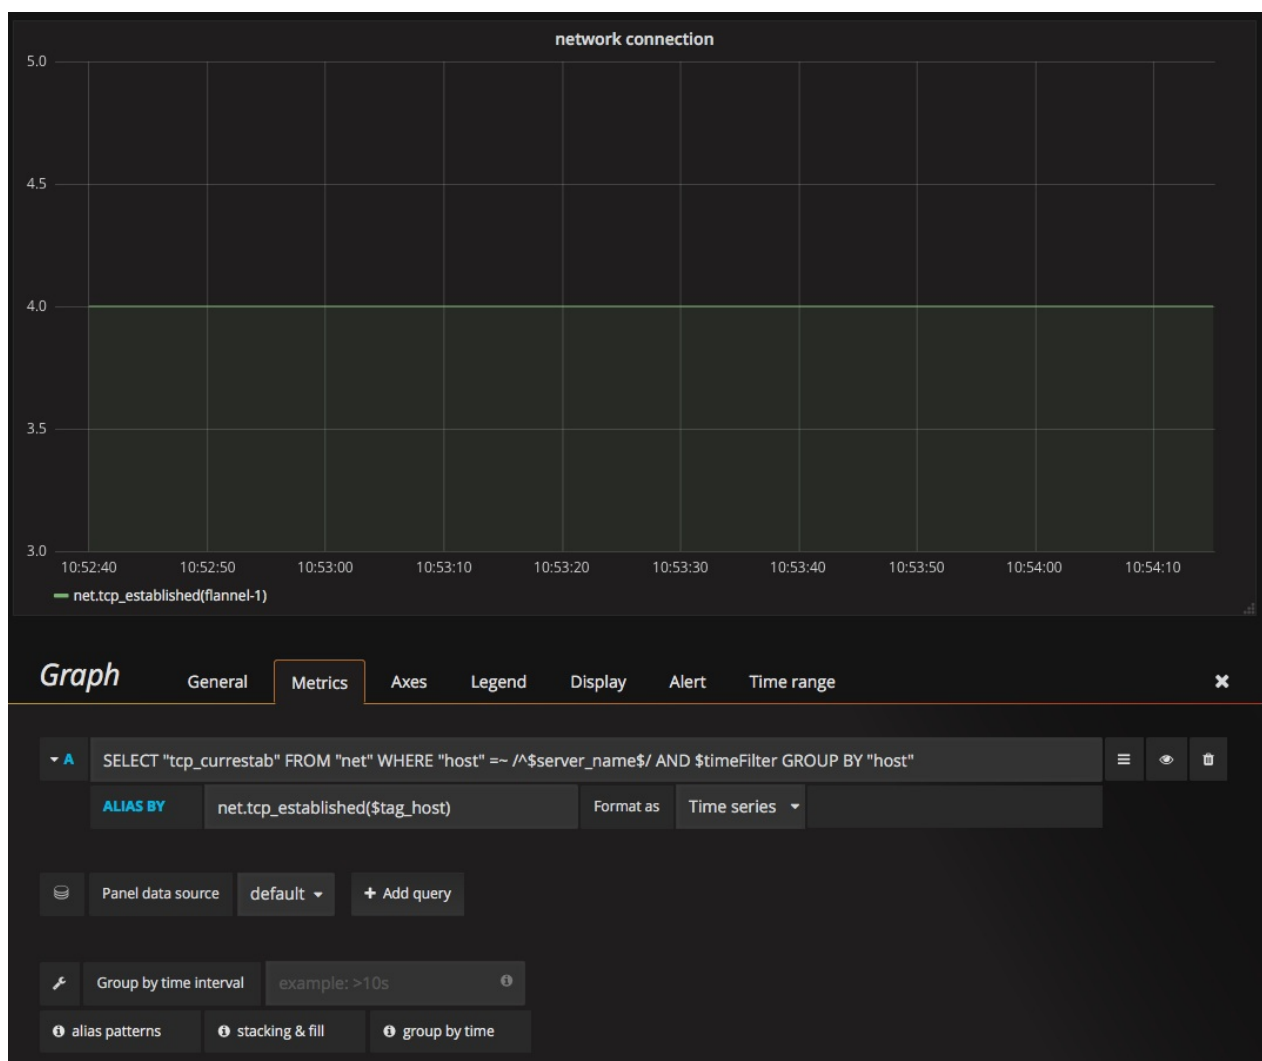 network connection
5.0
4.5
4.0
3.5
3.0
10:52:40 10:52:50 10:53:00 10:53:10 10:53:20 10:53:30 10:53:40 10:53:50 10:54:00 10:54:10
net.tcp_established(flannel-1)
Graph General Metrics Axes Legend Display Alert Time range
A SELECT "tcp_currestab" FROM "net" WHERE "host" =~ /^$server_name$/ AND $timeFilter GROUP BY "host"
ALIAS BY net.tcp_established($tag_host) Format as Time series
Panel data source default + Add query
Group by time interval example: >10s
alias patterns stacking & fill group by time